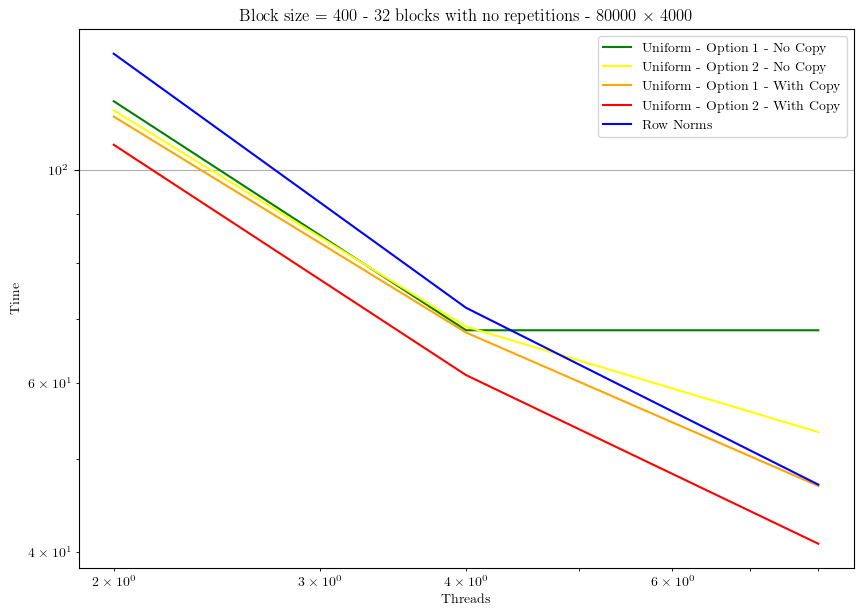 Block size = 400 - 32 blocks with no repetitions - 80000 × 4000
Uniform - Option 1 - No Copy
Uniform - Option 2 - No Copy
Uniform - Option 1 - With Copy
Uniform - Option 2 - With Copy
Row Norms
10²
6 × 10¹
4 × 10¹
Time
2 × 10⁰
3 × 10⁰
4 × 10⁰
6 × 10⁰
Threads